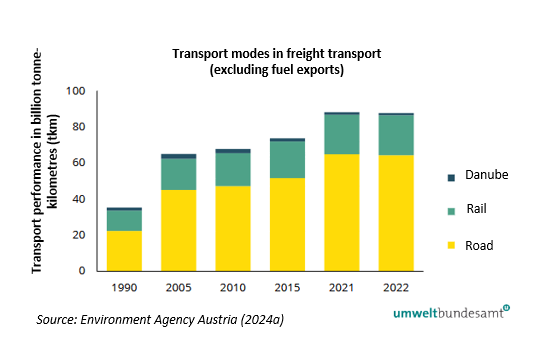 Transport modes in freight transport
(excluding fuel exports)
Transport performance in billion tonne-
kilometres (tkm)
100
80
60
40
20
0
1990
2005
2010
2015
2021
2022
Danube
Rail
Road
Source: Environment Agency Austria (2024a)
umweltbundesamt